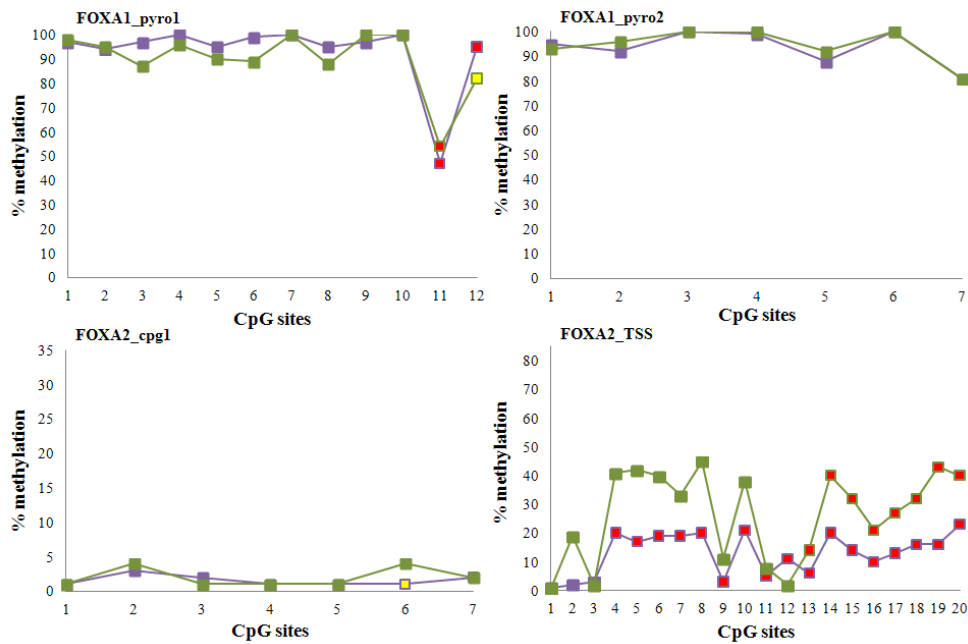 FOXA1_pyro1
% methylation
100
90
80
70
60
50
40
30
20
10
0
1 2 3 4 5 6 7 8 9 10 11 12
CpG sites
FOXA1_pyro2
% methylation
100
90
80
70
60
50
40
30
20
10
0
1 2 3 4 5 6 7
CpG sites
FOXA2_cpg1
% methylation
35
30
25
20
15
10
5
0
1 2 3 4 5 6 7
CpG sites
FOXA2_TSS
% methylation
80
70
60
50
40
30
20
10
0
1 2 3 4 5 6 7 8 9 10 11 12 13 14 15 16 17 18 19 20
CpG sites